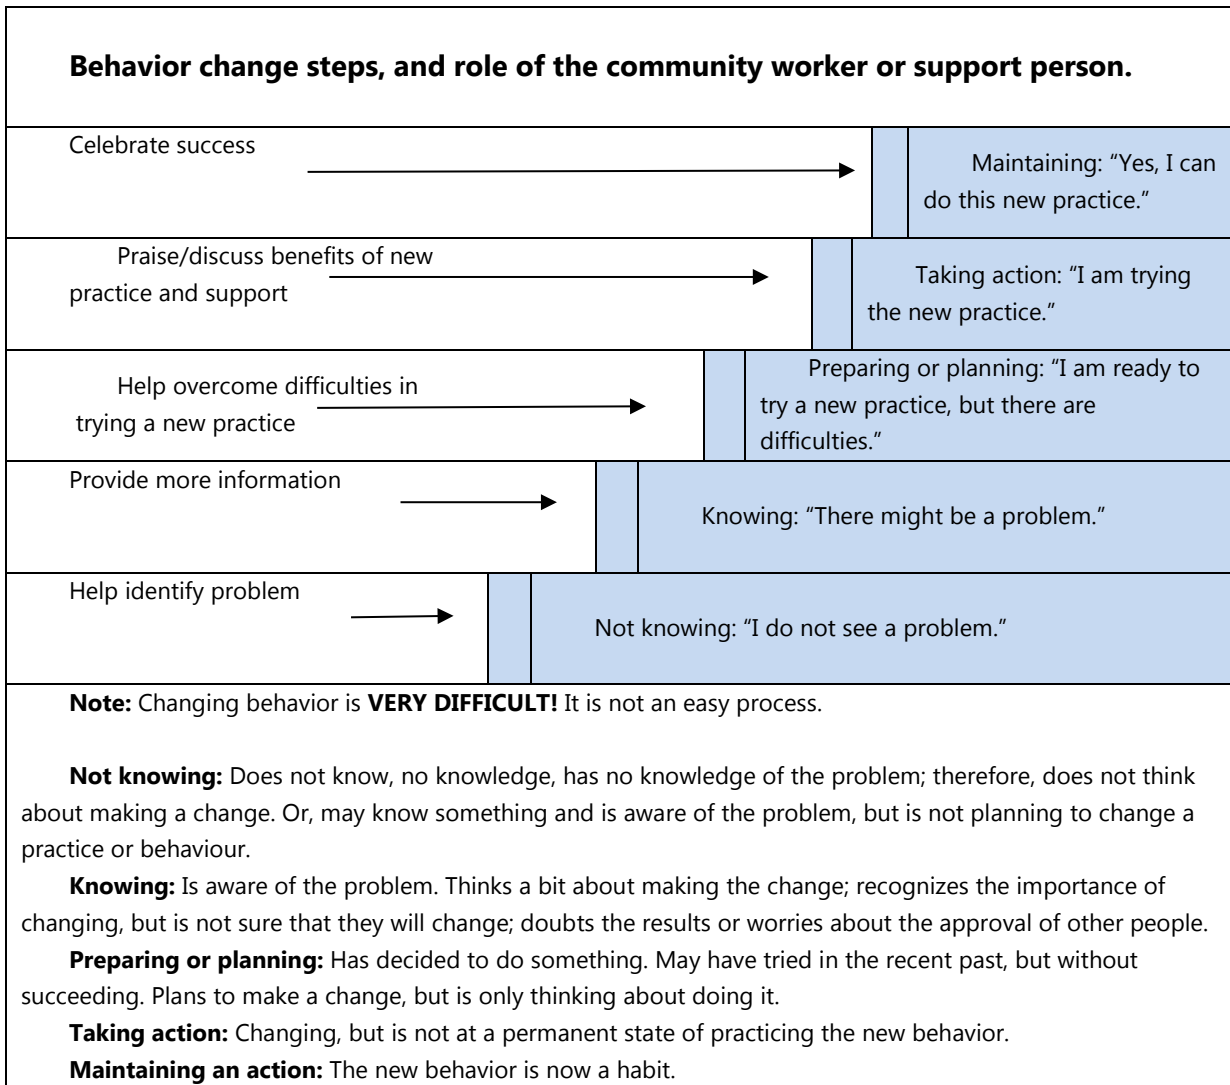 Behavior change steps, and role of the community worker or support person.
Celebrate success
Maintaining: “Yes, I can
do this new practice.”
Praise/discuss benefits of new
practice and support
Taking action: “I am trying
the new practice.”
Help overcome difficulties in
trying a new practice
Preparing or planning: “I am ready to
try a new practice, but there are
difficulties.”
Provide more information
Knowing: “There might be a problem.”
Help identify problem
Not knowing: “I do not see a problem.”
Note: Changing behavior is VERY DIFFICULT! It is not an easy process.
Not knowing: Does not know, no knowledge, has no knowledge of the problem; therefore, does not think
about making a change. Or, may know something and is aware of the problem, but is not planning to change a
practice or behaviour.
Knowing: Is aware of the problem. Thinks a bit about making the change; recognizes the importance of
changing, but is not sure that they will change; doubts the results or worries about the approval of other people.
Preparing or planning: Has decided to do something. May have tried in the recent past, but without
succeeding. Plans to make a change, but is only thinking about doing it.
Taking action: Changing, but is not at a permanent state of practicing the new behavior.
Maintaining an action: The new behavior is now a habit.